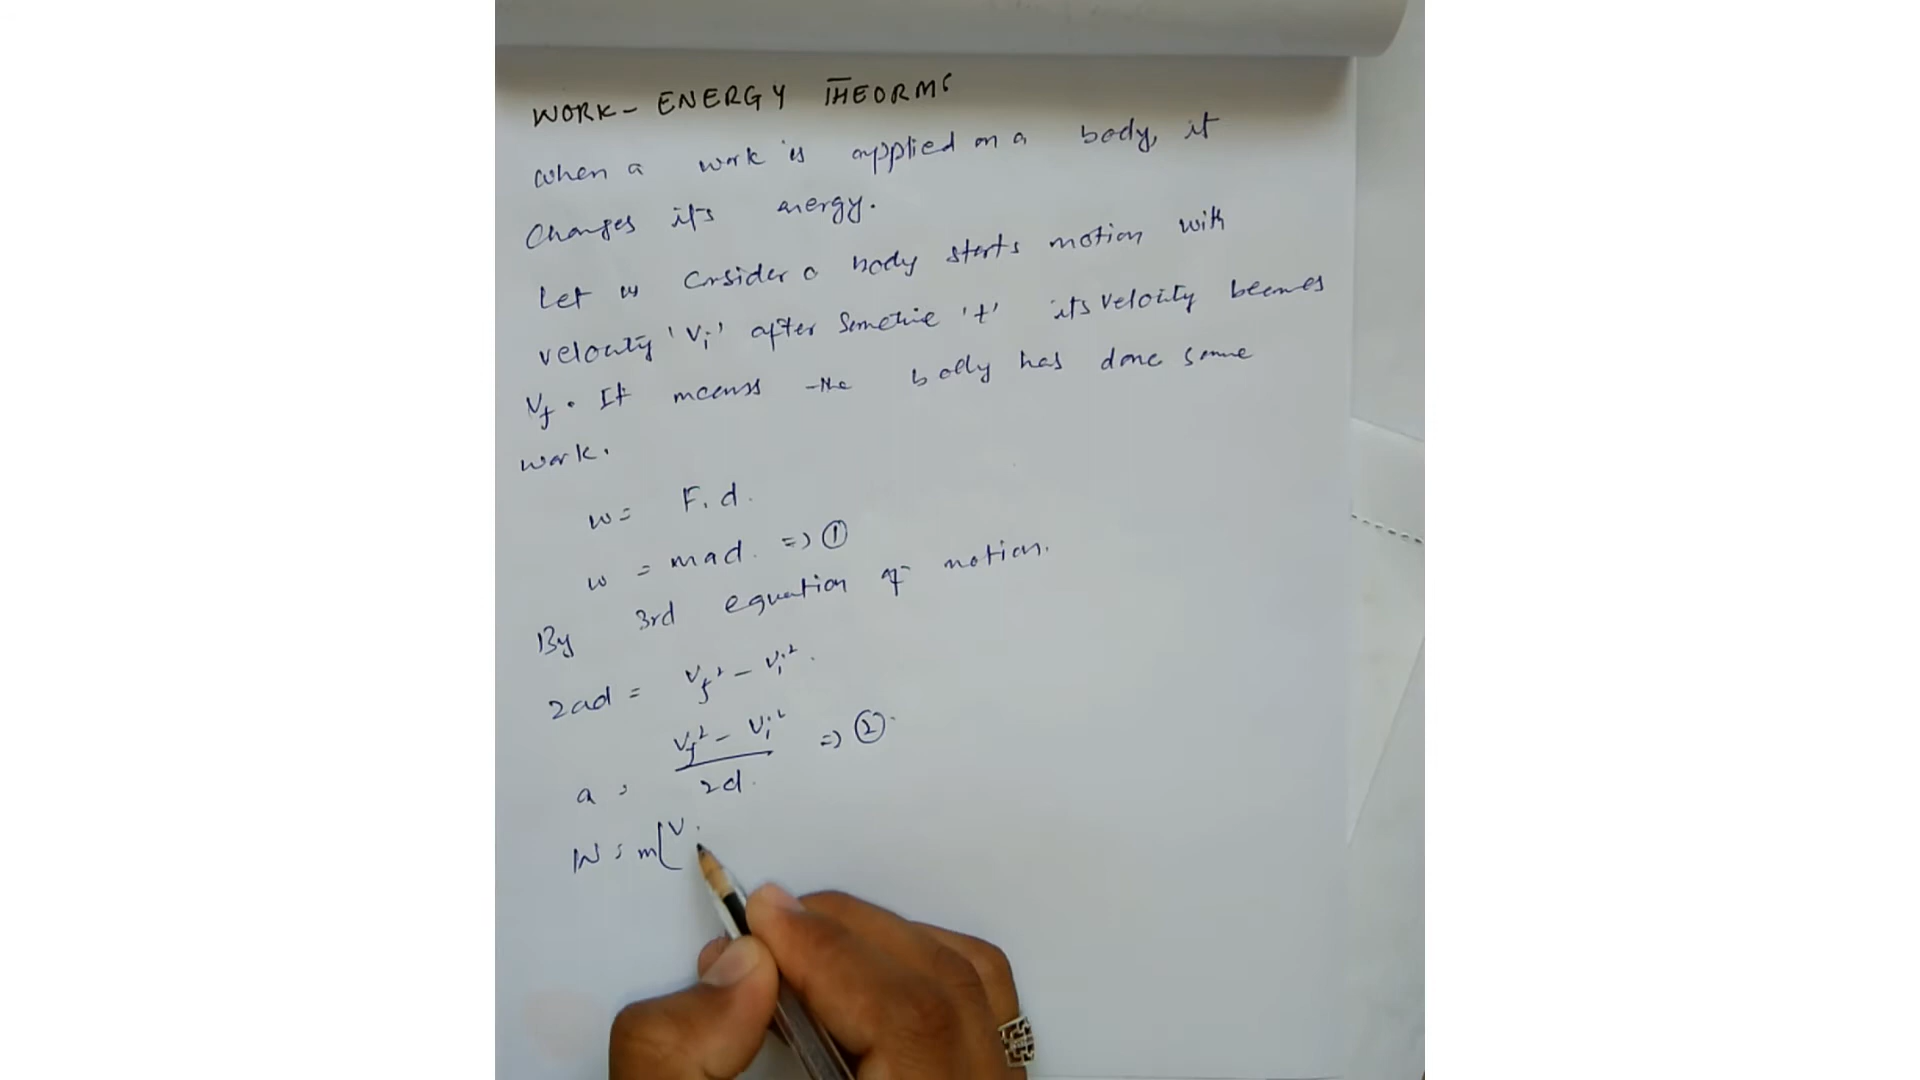 WORK - ENERGY THEORMS
When a work is applied on a body, it
Changes its energy.
Let us Consider a body starts motion with
velocity 'Vi' after sometime 't' its velocity becomes
Vf. It meanss the body has done some
work.
w = F.d.
w = mad. => ①
By 3rd equation of motion.
2ad = Vf² - Vi².
a = Vf² - Vi² / 2d. => ②.
W = m[V